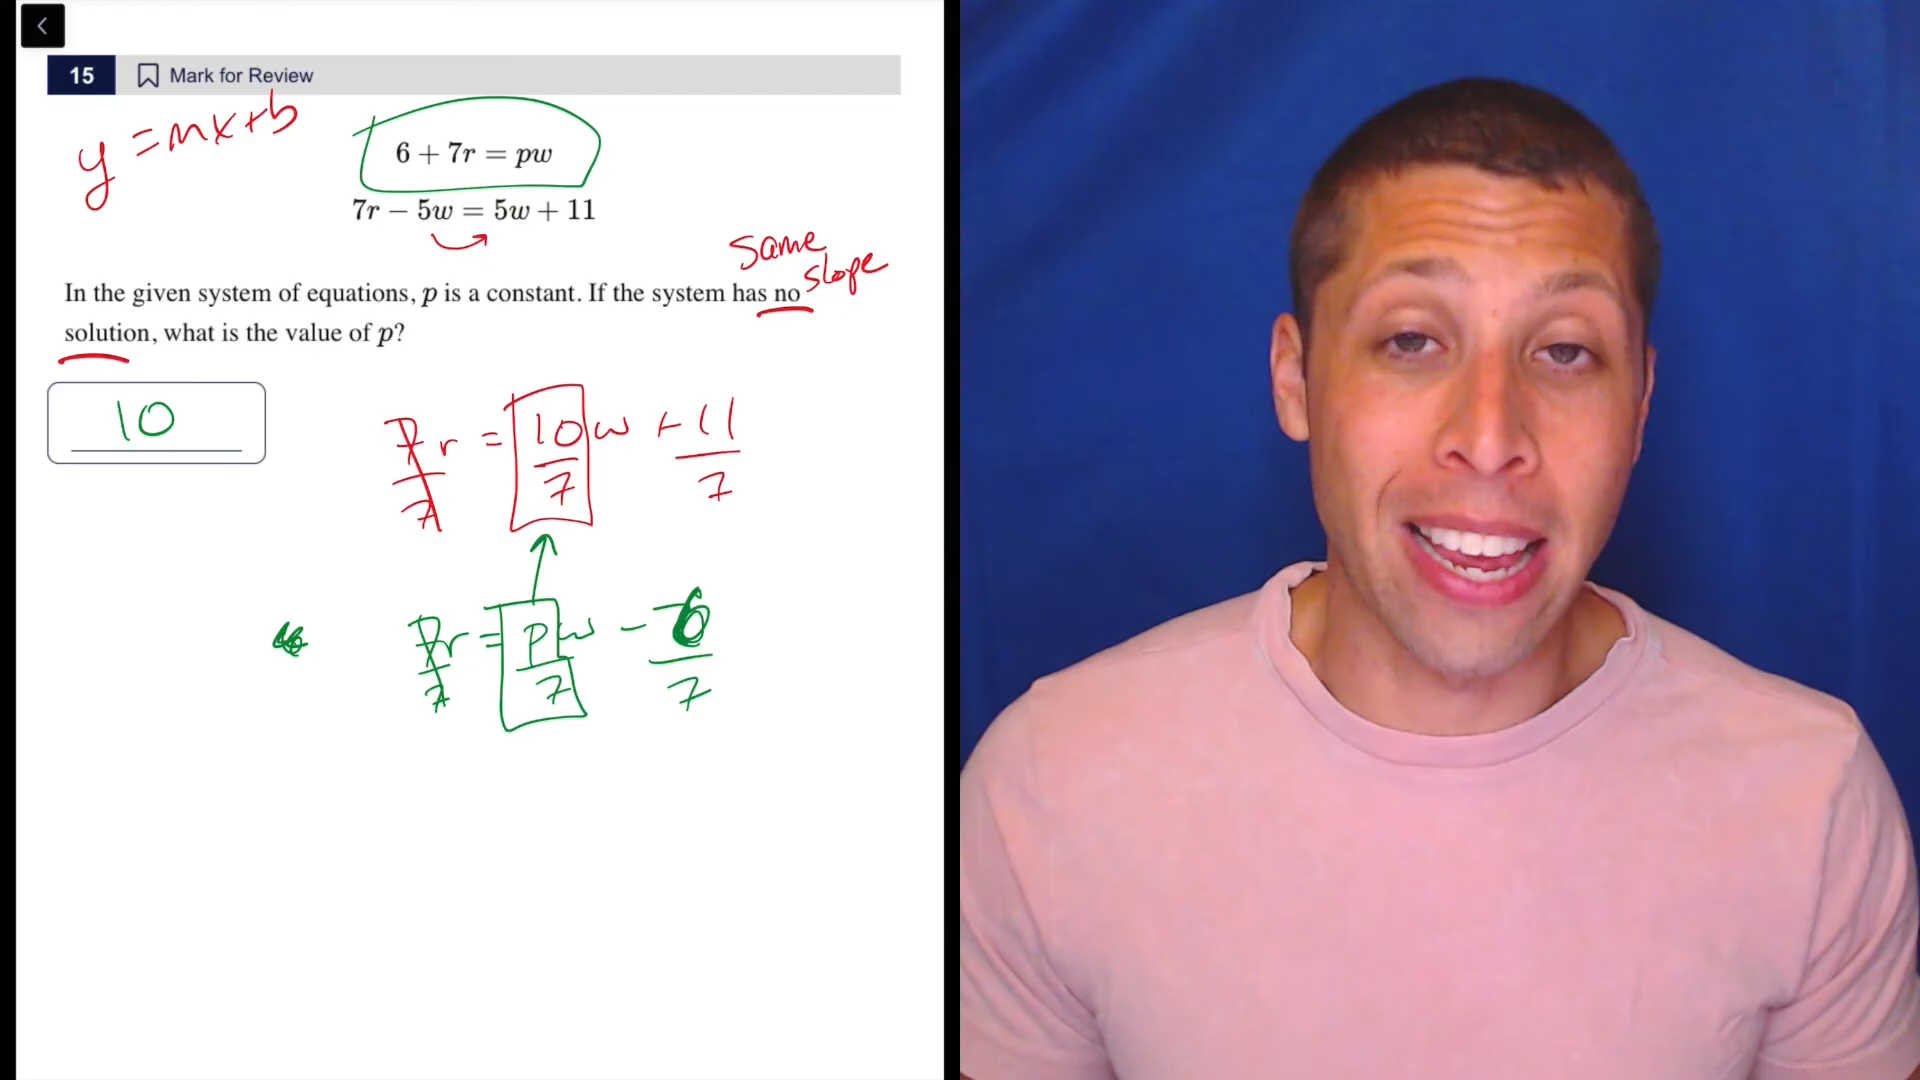 15 Mark for Review
y = mx+b
6 + 7r = pw
7r − 5w = 5w + 11
same slope
In the given system of equations, p is a constant. If the system has no
solution, what is the value of p?
10
7r/7 = 10/7 w + 11/7
7r/7 = p/7 w - 6/7